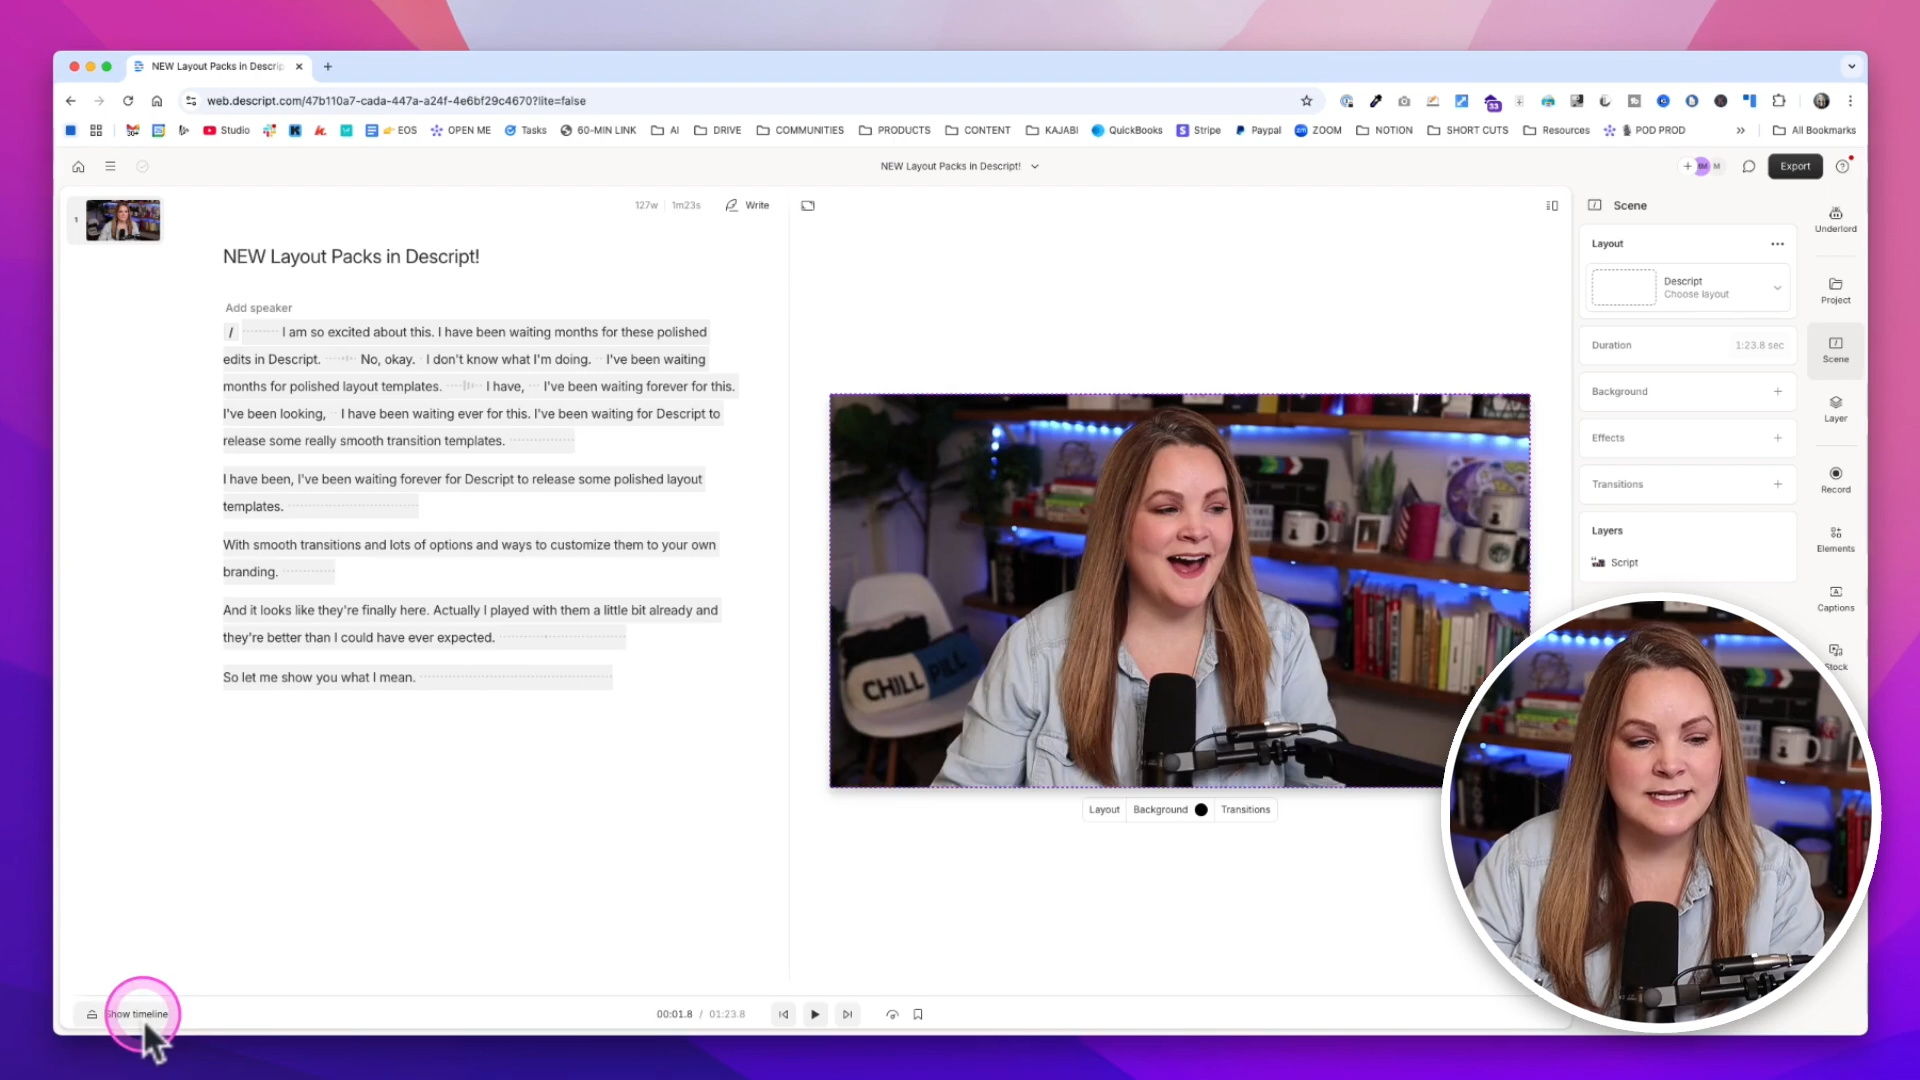 NEW Layout Packs in Descrip
web.descript.com/47b110a7-cada-447a-a24f-4e6bf29c4670?lite=false
33
30+
Studio
EOS
OPEN ME
Tasks
60-MIN LINK
AI
DRIVE
COMMUNITIES
PRODUCTS
CONTENT
KAJABI
QuickBooks
Stripe
Paypal
ZOOM
NOTION
SHORT CUTS
Resources
POD PROD
All Bookmarks
NEW Layout Packs in Descript!
M
Export
1
127w
1m23s
Write
NEW Layout Packs in Descript!
Add speaker
/ I am so excited about this. I have been waiting months for these polished
edits in Descript. No, okay. I don't know what I'm doing. I've been waiting
months for polished layout templates. I have, I've been waiting forever for this.
I've been looking, I have been waiting ever for this. I've been waiting for Descript to
release some really smooth transition templates.
I have been, I've been waiting forever for Descript to release some polished layout
templates.
With smooth transitions and lots of options and ways to customize them to your own
branding.
And it looks like they're finally here. Actually I played with them a little bit already and
they're better than I could have ever expected.
So let me show you what I mean.
CHILL PILL
Layout
Background
Transitions
Scene
Layout
Descript
Choose layout
Duration
1:23.8 sec
Background
Effects
Transitions
Layers
Script
Underlord
Project
Scene
Layer
Record
Elements
Captions
Stock
Show timeline
00:01.8 / 01:23.8